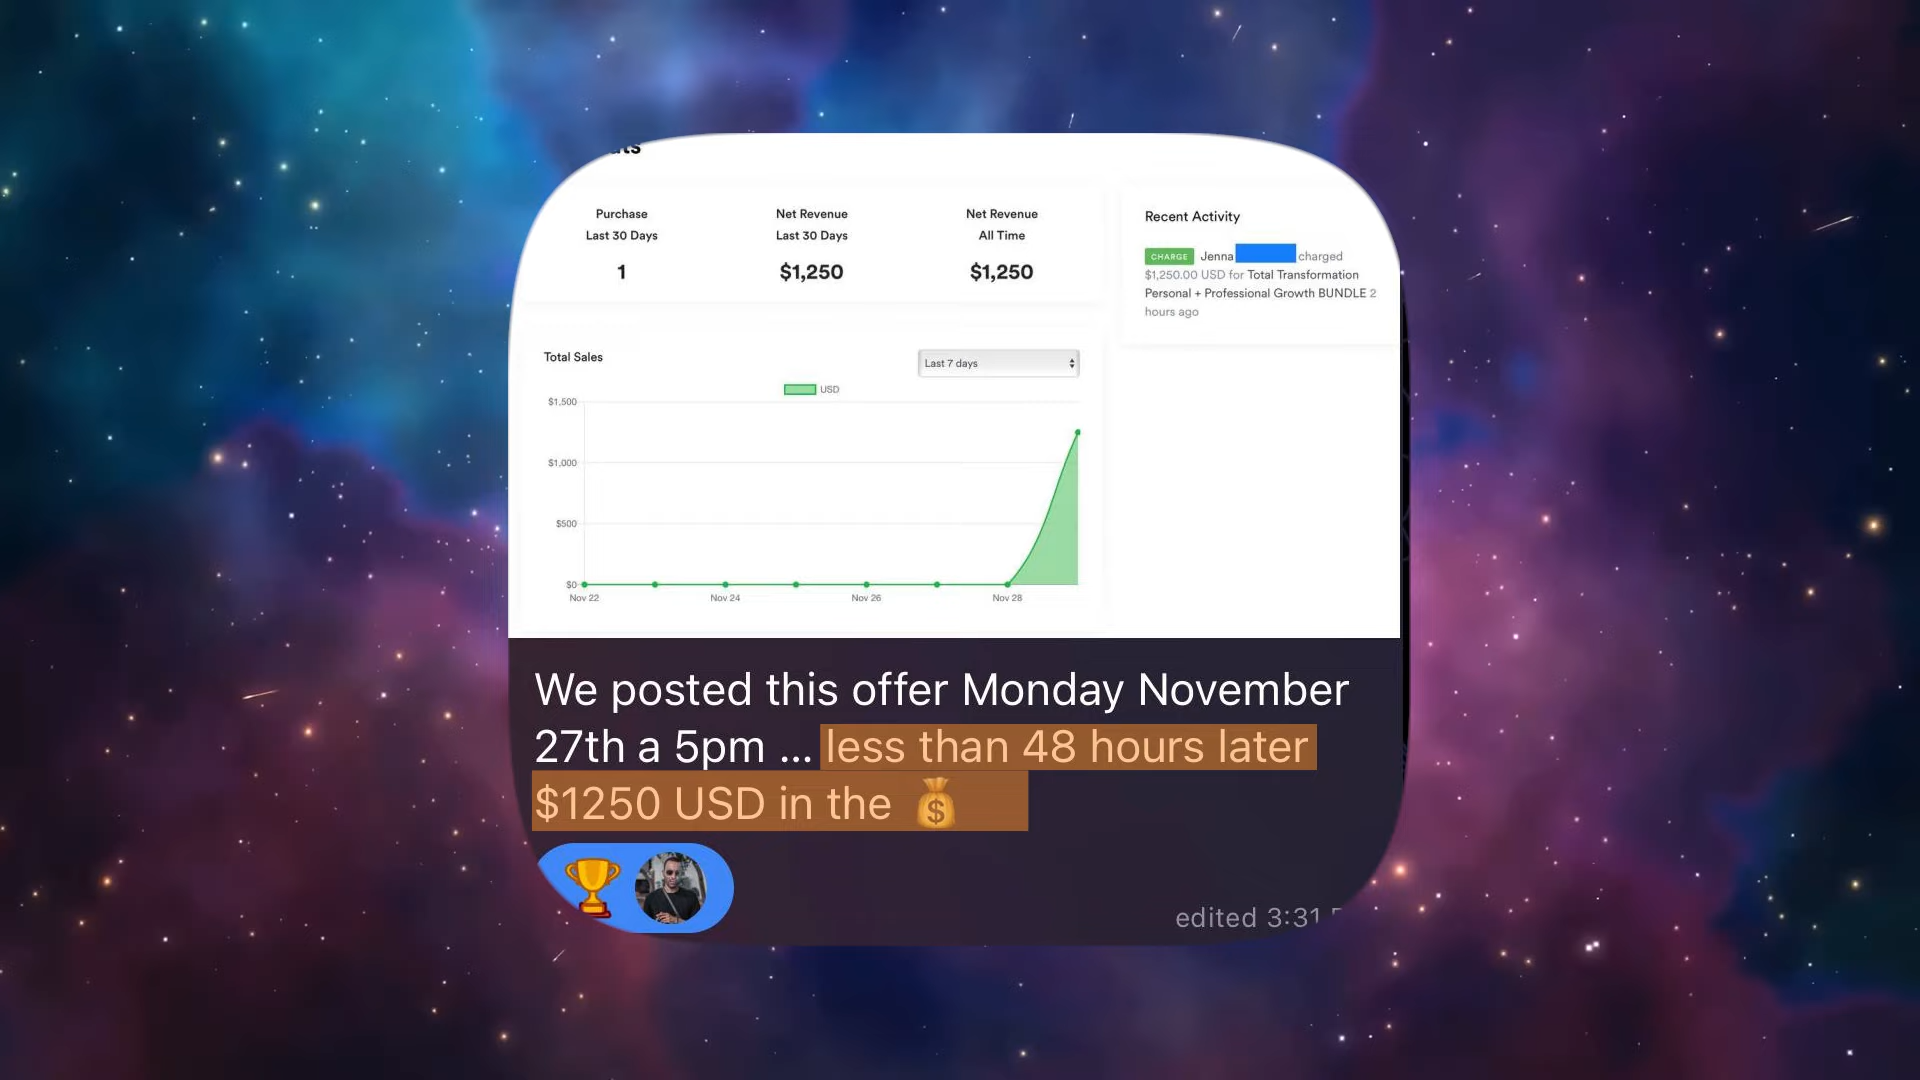 Purchase
Last 30 Days
1
Net Revenue
Last 30 Days
$1,250
Net Revenue
All Time
$1,250
Recent Activity
CHARGE Jenna charged
$1,250.00 USD for Total Transformation
Personal + Professional Growth BUNDLE 2
hours ago
Total Sales
Last 7 days
USD
$1,500
$1,000
$500
$0
Nov 22
Nov 24
Nov 26
Nov 28
We posted this offer Monday November
27th a 5pm ... less than 48 hours later
$1250 USD in the 💰
edited 3:31